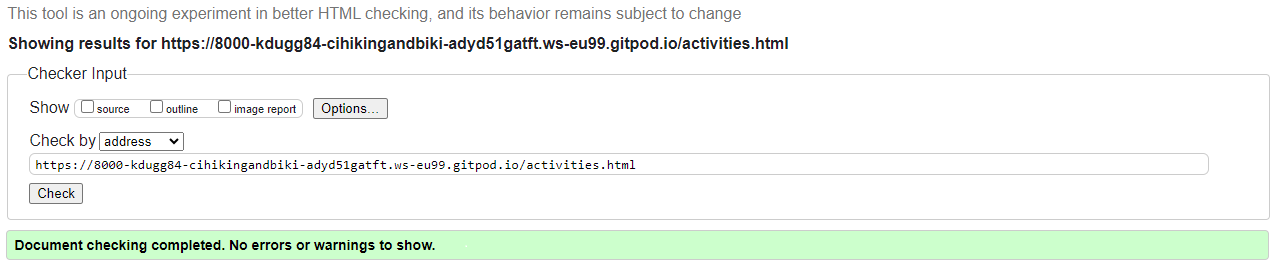 This tool is an ongoing experiment in better HTML checking, and its behavior remains subject to change
Showing results for https://8000-kdugg84-cihikingandbiki-adyd51gatft.ws-eu99.gitpod.io/activities.html
Checker Input
Show source outline image report Options...
Check by address
https://8000-kdugg84-cihikingandbiki-adyd51gatft.ws-eu99.gitpod.io/activities.html
Check
Document checking completed. No errors or warnings to show.